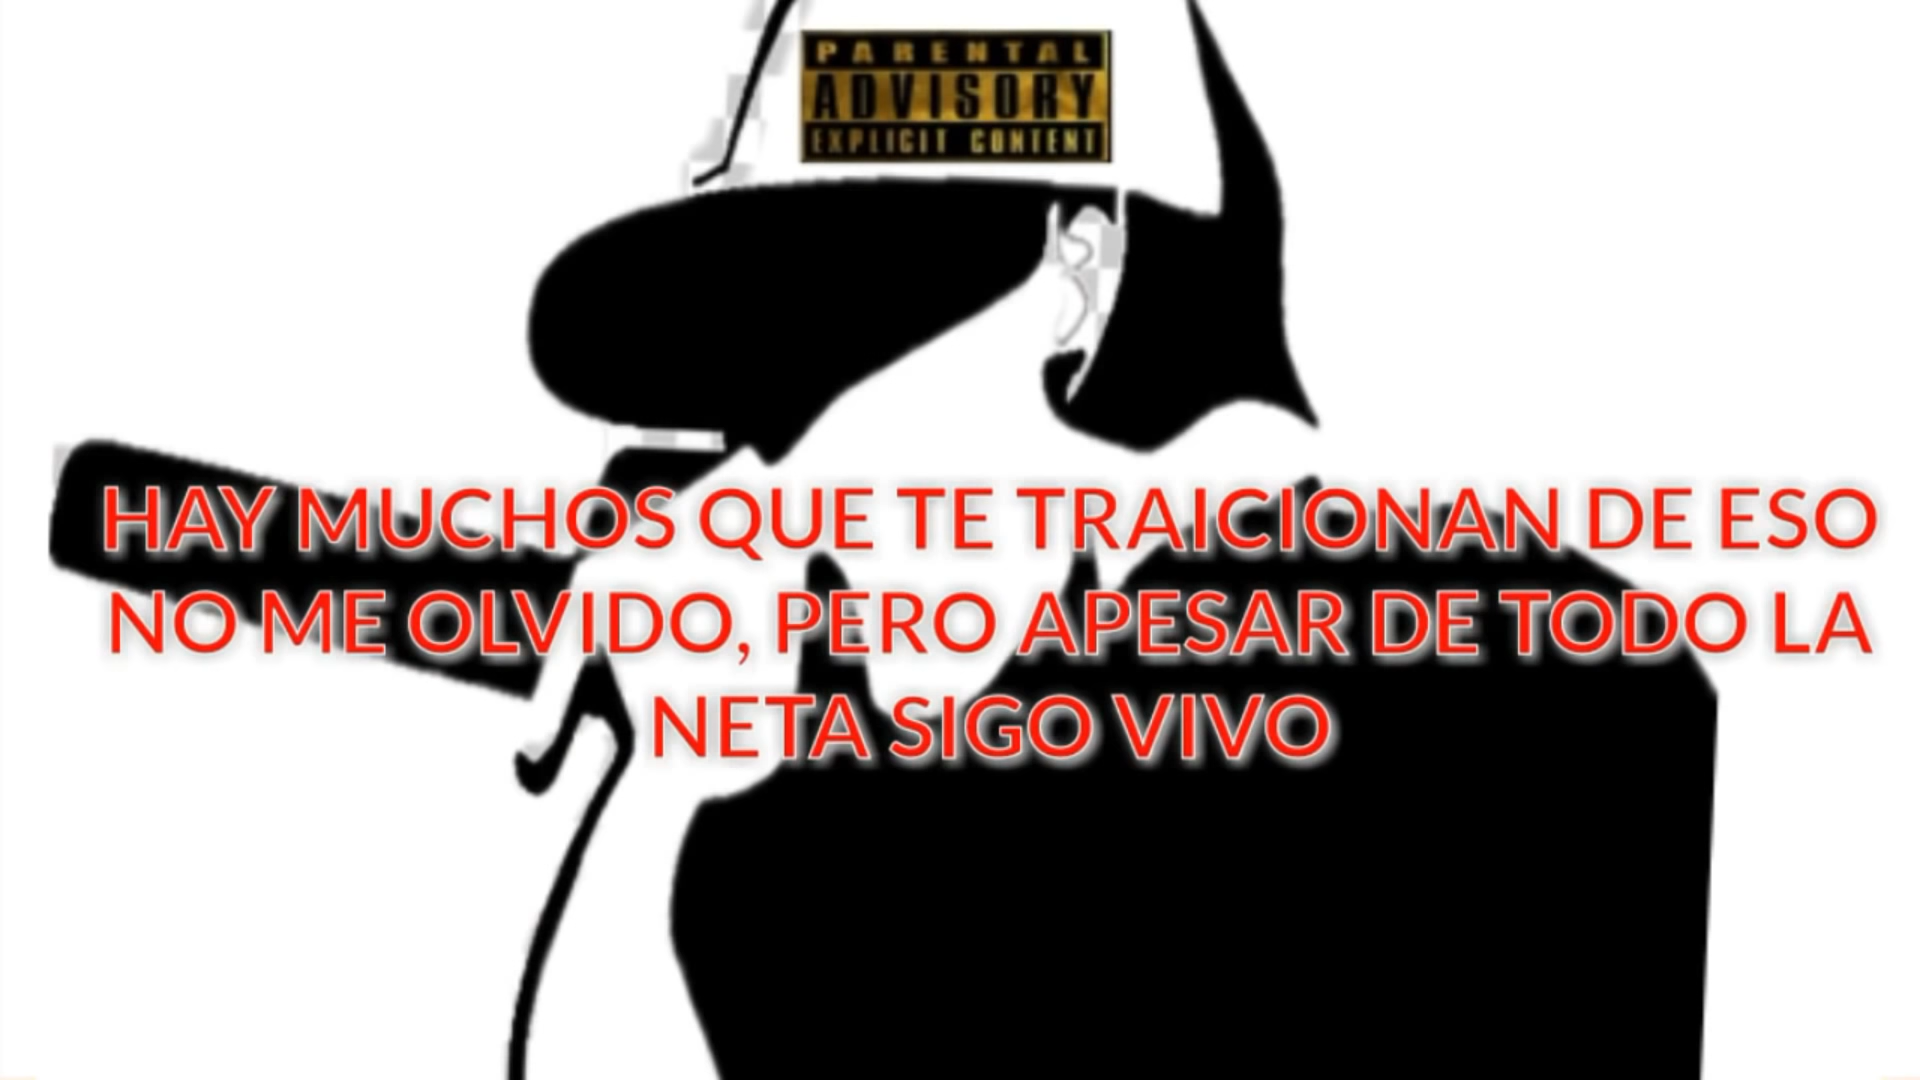 PARENTAL
ADVISORY
EXPLICIT CONTENT
HAY MUCHOS QUE TE TRAICIONAN DE ESO
NO ME OLVIDO, PERO APESAR DE TODO LA
NETA SIGO VIVO